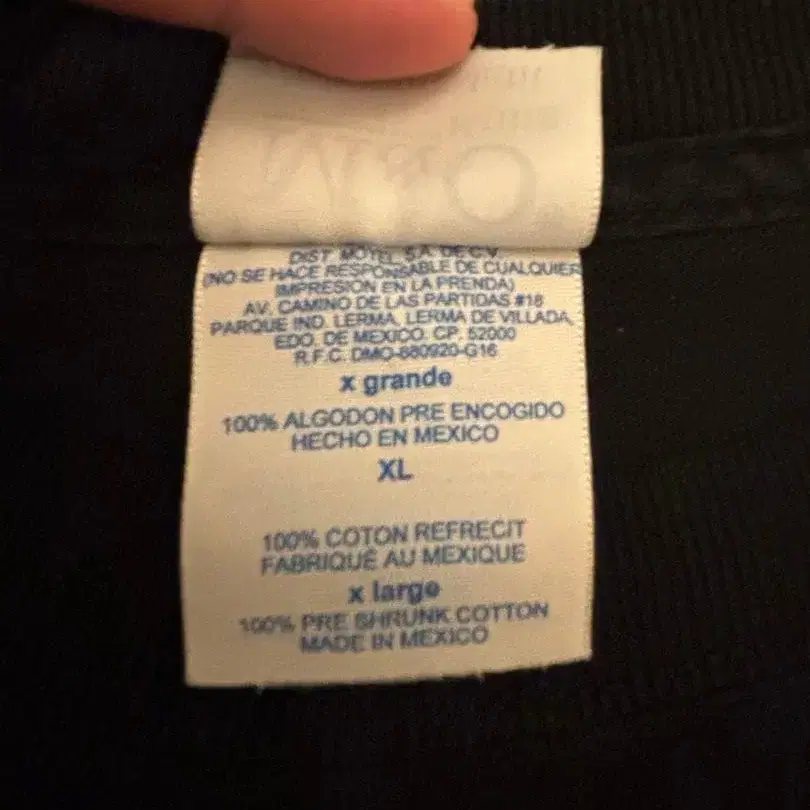 DIST. MOTEL, S.A. DE C.V.
(NO SE HACE RESPONSABLE DE CUALQUIER
IMPRESION EN LA PRENDA)
AV. CAMINO DE LAS PARTIDAS #18
PARQUE IND. LERMA, LERMA DE VILLADA,
EDO. DE MEXICO. CP. 52000
R.F.C. DMO-880920-G16
x grande
100% ALGODON PRE ENCOGIDO
HECHO EN MEXICO
XL
100% COTON REFRECIT
FABRIQUÉ AU MEXIQUE
x large
100% PRE SHRUNK COTTON
MADE IN MEXICO